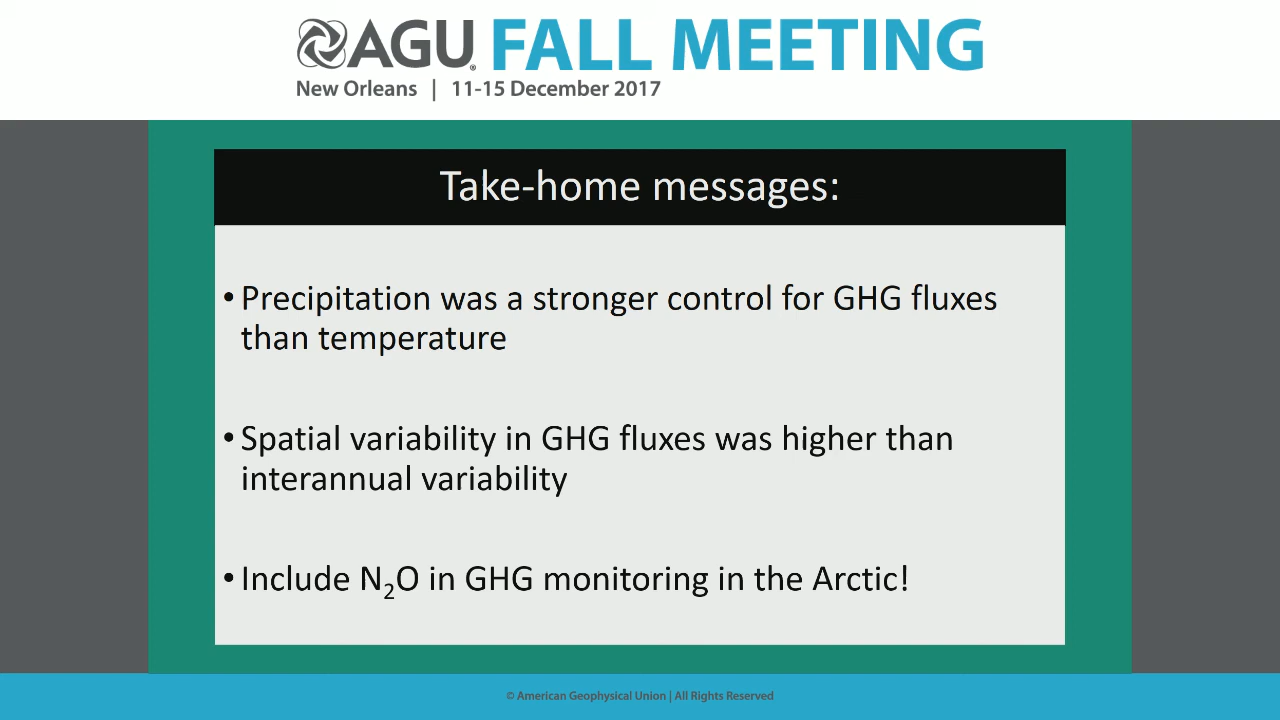 AGU FALL MEETING
New Orleans | 11-15 December 2017
Take-home messages:
• Precipitation was a stronger control for GHG fluxes
than temperature
• Spatial variability in GHG fluxes was higher than
interannual variability
• Include N₂O in GHG monitoring in the Arctic!
© American Geophysical Union | All Rights Reserved